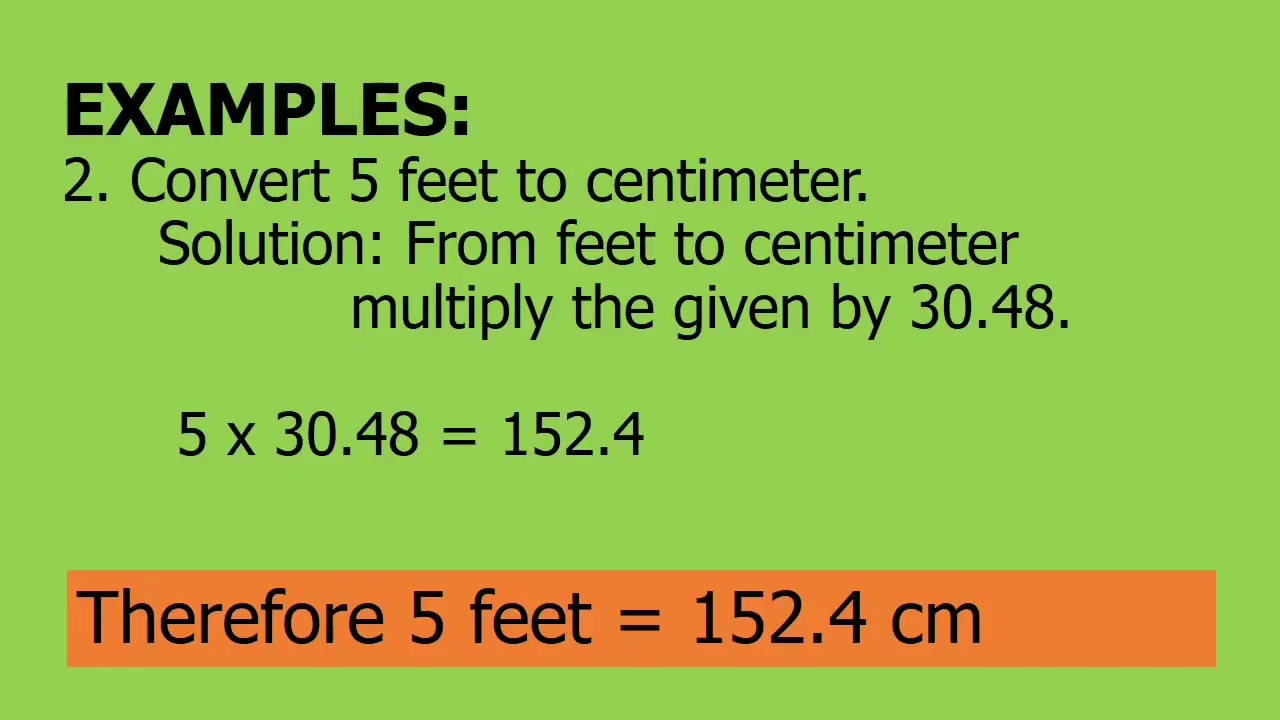 EXAMPLES:
2. Convert 5 feet to centimeter.
Solution: From feet to centimeter
multiply the given by 30.48.
5 x 30.48 = 152.4
Therefore 5 feet = 152.4 cm